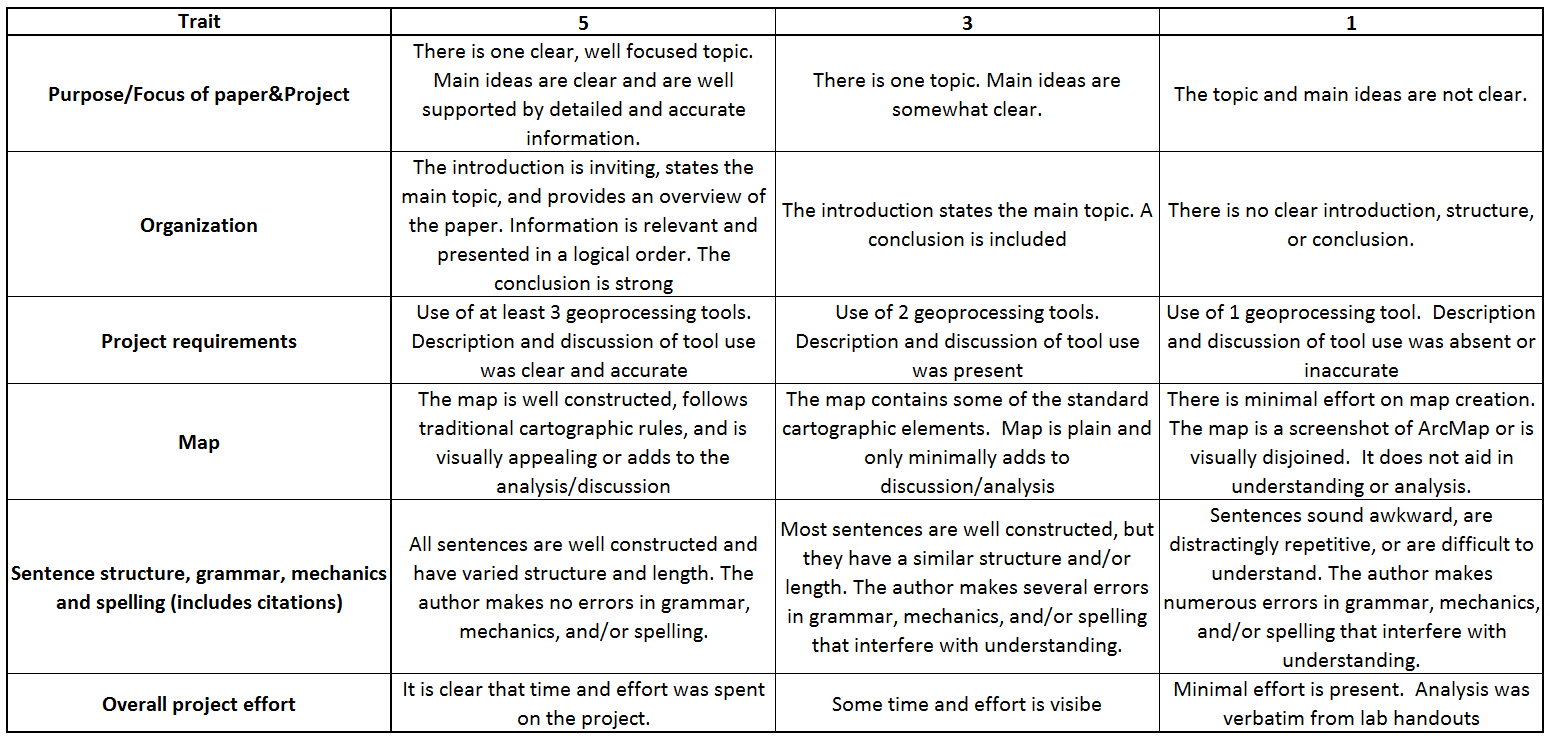 Trait 5 3 1
Purpose/Focus of paper&Project
There is one clear, well focused topic.
Main ideas are clear and are well
supported by detailed and accurate
information.
There is one topic. Main ideas are
somewhat clear.
The topic and main ideas are not clear.
Organization
The introduction is inviting, states the
main topic, and provides an overview of
the paper. Information is relevant and
presented in a logical order. The
conclusion is strong
The introduction states the main topic. A
conclusion is included
There is no clear introduction, structure,
or conclusion.
Project requirements
Use of at least 3 geoprocessing tools.
Description and discussion of tool use
was clear and accurate
Use of 2 geoprocessing tools.
Description and discussion of tool use
was present
Use of 1 geoprocessing tool.  Description
and discussion of tool use was absent or
inaccurate
Map
The map is well constructed, follows
traditional cartographic rules, and is
visually appealing or adds to the
analysis/discussion
The map contains some of the standard
cartographic elements.  Map is plain and
only minimally adds to
discussion/analysis
There is minimal effort on map creation.
The map is a screenshot of ArcMap or is
visually disjoined.  It does not aid in
understanding or analysis.
Sentence structure, grammar, mechanics
and spelling (includes citations)
All sentences are well constructed and
have varied structure and length. The
author makes no errors in grammar,
mechanics, and/or spelling.
Most sentences are well constructed, but
they have a similar structure and/or
length. The author makes several errors
in grammar, mechanics, and/or spelling
that interfere with understanding.
Sentences sound awkward, are
distractingly repetitive, or are difficult to
understand. The author makes
numerous errors in grammar, mechanics,
and/or spelling that interfere with
understanding.
Overall project effort
It is clear that time and effort was spent
on the project.
Some time and effort is visibe
Minimal effort is present.  Analysis was
verbatim from lab handouts